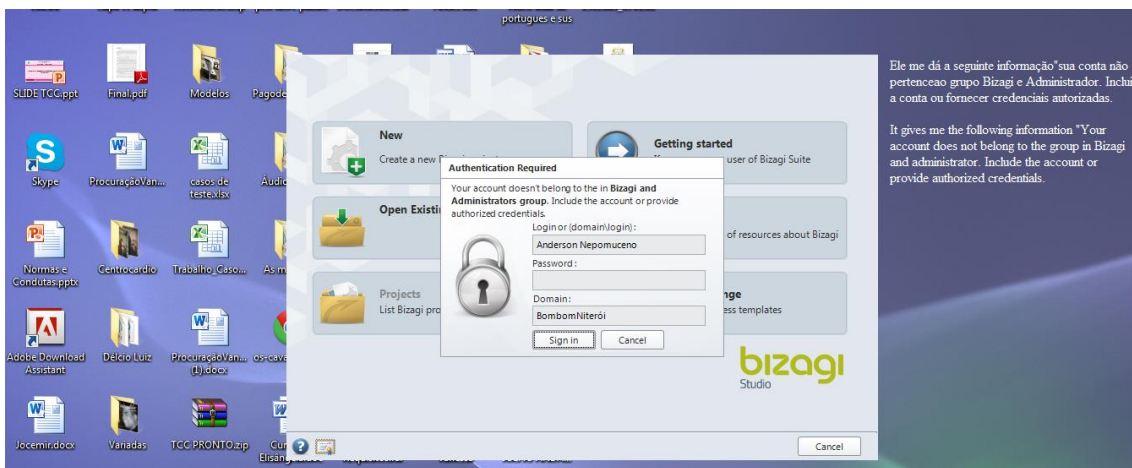 portugues e sus
SLIDE TCC.ppt
Final.pdf
Modelos
Pagode
Skype
ProcuraçãoVan...
casos de
teste.xlsx
Áudio
Normas e
Condutas.pptx
Centrocardio
Trabalho_Caso...
As m
Adobe Download
Assistant
Délcio Luiz
ProcuraçãoVan...
(1).docx
os-cava
Jocemir.docx
Variadas
TCC PRONTO.zip
Cur
Elisâng
New
Create a new
Getting started
user of Bizagi Suite
Open Existi
of resources about Bizagi
Projects
List Bizagi pro
nge
ess templates
Authentication Required
Your account doesn't belong to the in Bizagi and
Administrators group. Include the account or provide
authorized credentials.
Login or (domain\login) :
Anderson Nepomuceno
Password :
Domain:
BombomNiterói
Sign in
Cancel
bizagi
Studio
Cancel
Ele me dá a seguinte informação"sua conta não
pertenceao grupo Bizagi e Administrador. Inclui
a conta ou fornecer credenciais autorizadas.
It gives me the following information "Your
account does not belong to the group in Bizagi
and administrator. Include the account or
provide authorized credentials.